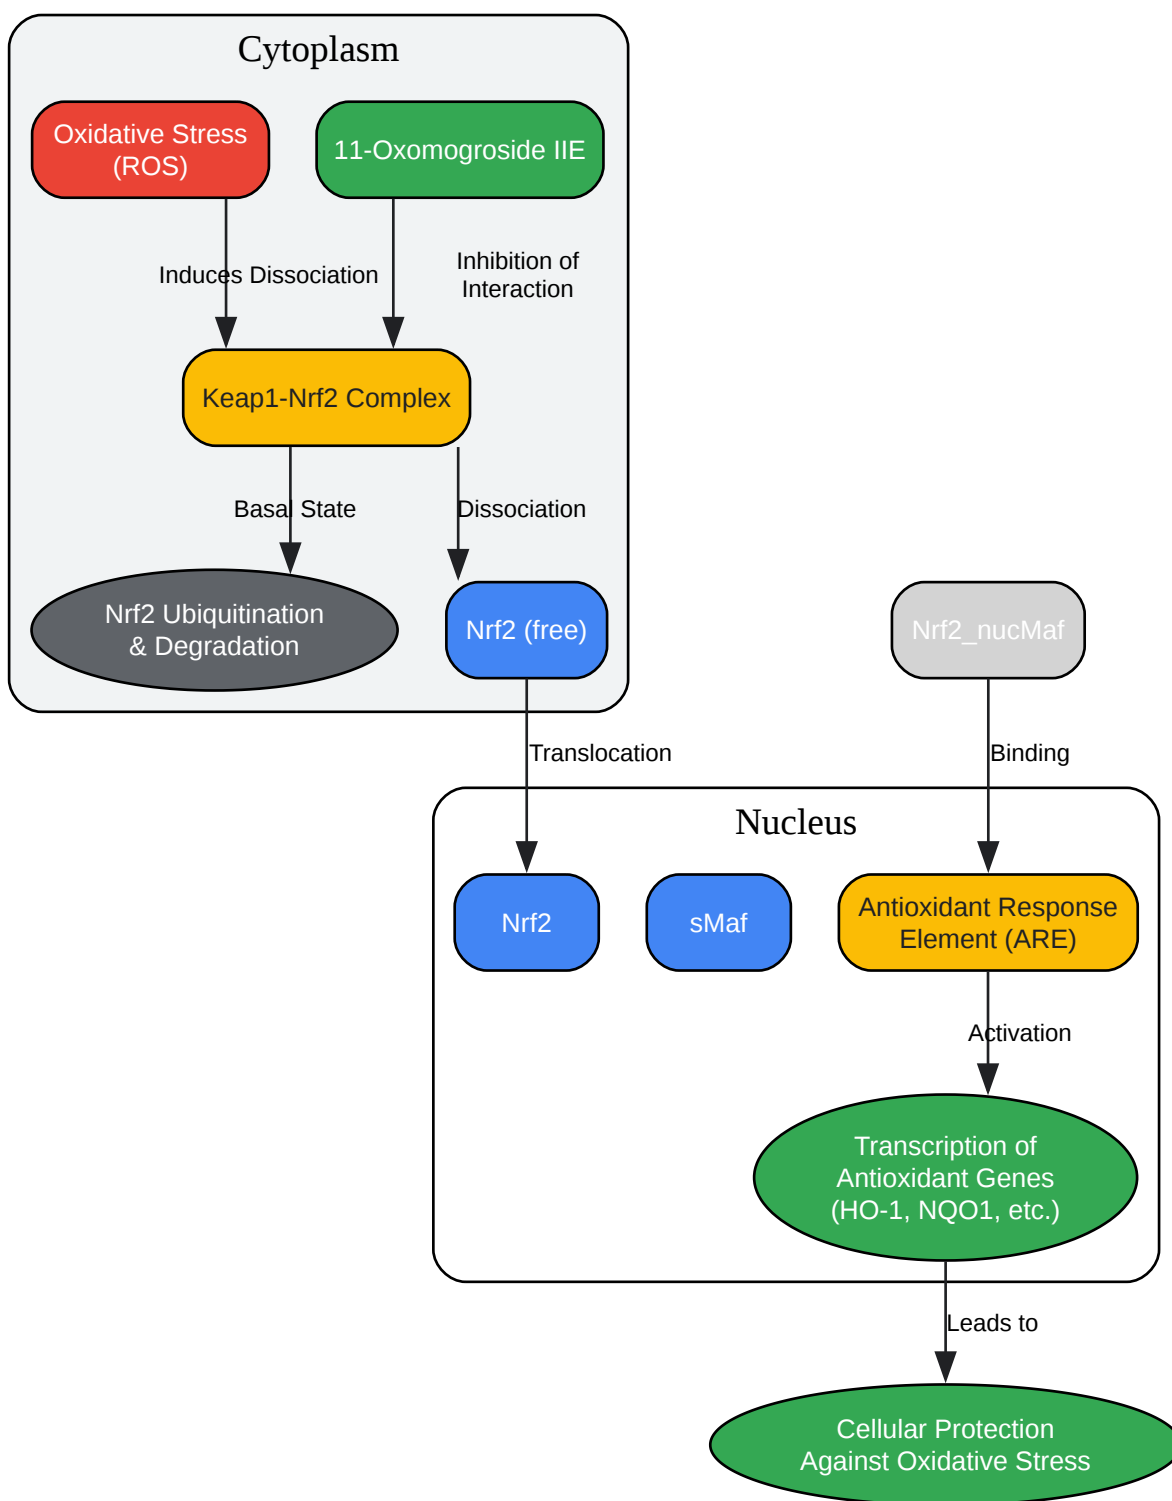 Cytoplasm
Oxidative Stress
(ROS)
11-Oxomogroside IIE
Induces Dissociation
Inhibition of
Interaction
Keap1-Nrf2 Complex
Basal State
Dissociation
Nrf2 Ubiquitination
& Degradation
Nrf2 (free)
Nrf2_nucMaf
Translocation
Binding
Nucleus
Nrf2
sMaf
Antioxidant Response
Element (ARE)
Activation
Transcription of
Antioxidant Genes
(HO-1, NQO1, etc.)
Leads to
Cellular Protection
Against Oxidative Stress